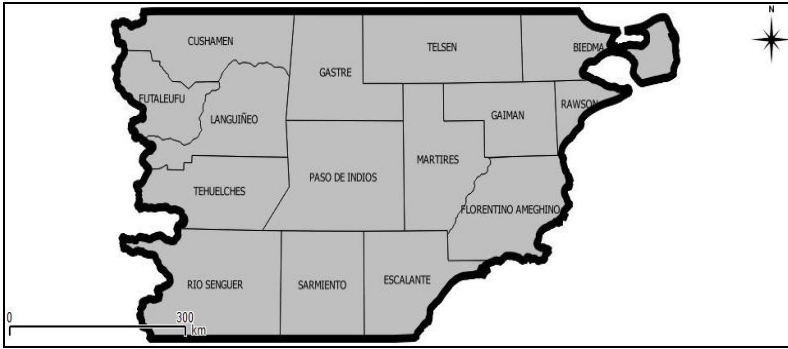 N
CUSHAMEN
TELSEN
BIEDMA
GASTRE
FUTALEUFU
RAWSON
GAIMAN
LANGUIÑEO
MARTIRES
PASO DE INDIOS
TEHUELCHES
FLORENTINO AMEGHINO
ESCALANTE
RIO SENGUER
SARMIENTO
0 300
km